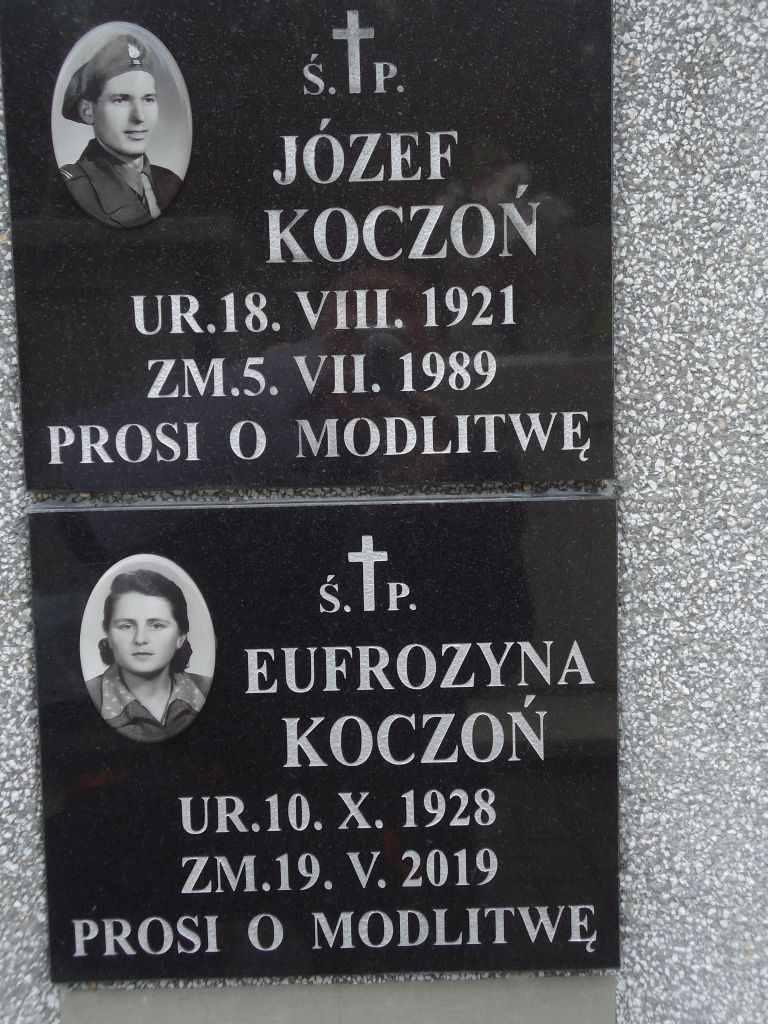 Ś. P.
JÓZEF
KOCZOŃ
UR.18. VIII. 1921
ZM.5. VII. 1989
PROSI O MODLITWĘ
Ś. P.
EUFROZYNA
KOCZOŃ
UR.10. X. 1928
ZM.19. V. 2019
PROSI O MODLITWĘ